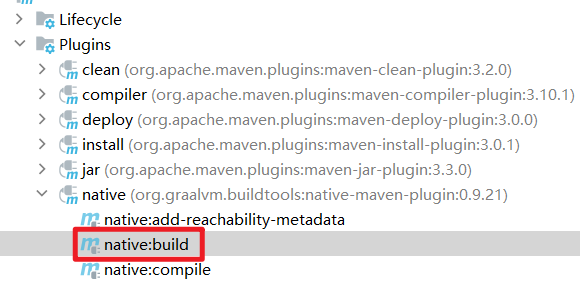 Lifecycle
Plugins
clean (org.apache.maven.plugins:maven-clean-plugin:3.2.0)
compiler (org.apache.maven.plugins:maven-compiler-plugin:3.10.1)
deploy (org.apache.maven.plugins:maven-deploy-plugin:3.0.0)
install (org.apache.maven.plugins:maven-install-plugin:3.0.1)
jar (org.apache.maven.plugins:maven-jar-plugin:3.3.0)
native (org.graalvm.buildtools:native-maven-plugin:0.9.21)
native:add-reachability-metadata
native:build
native:compile